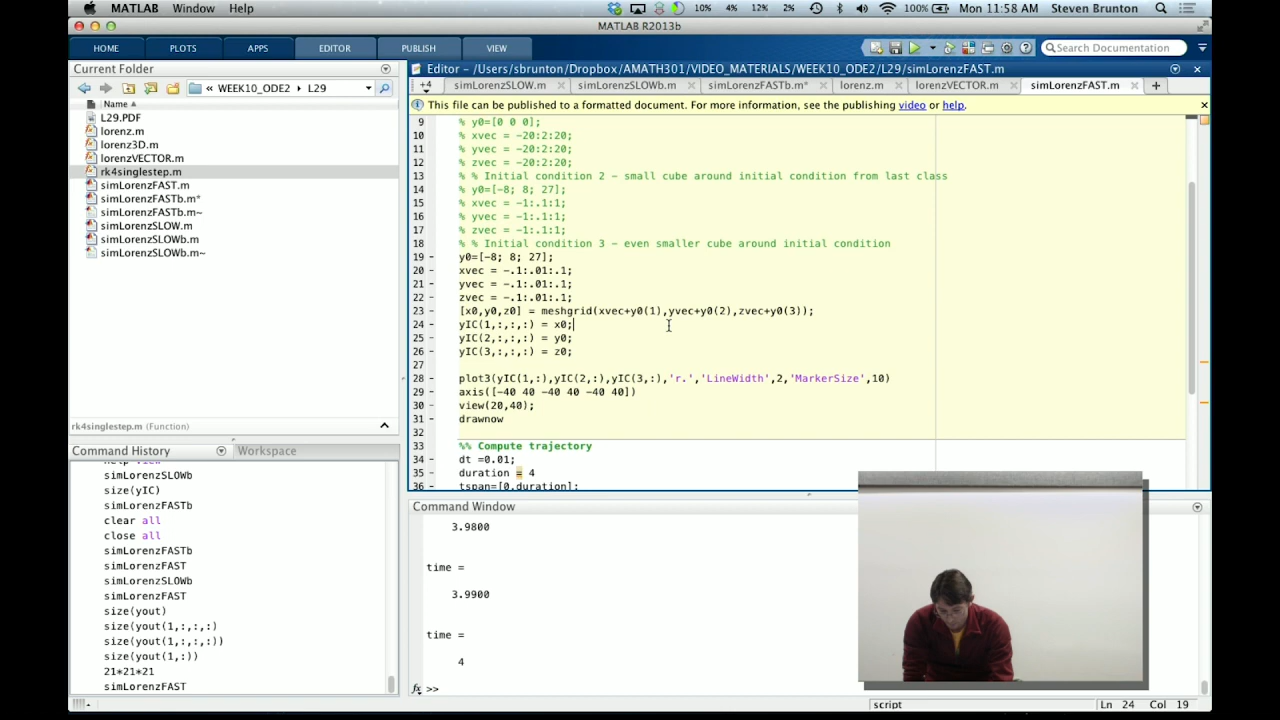 MATLAB Window Help 10% 4% 12% 2% 100% Mon 11:58 AM Steven Brunton
MATLAB R2013b
HOME PLOTS APPS EDITOR PUBLISH VIEW Search Documentation
Current Folder
Editor - /Users/sbrunton/Dropbox/AMATH301/VIDEO_MATERIALS/WEEK10_ODE2/L29/simLorenzFAST.m
« WEEK10_ODE2 ▸ L29
+4 simLorenzSLOW.m simLorenzSLOWb.m simLorenzFASTb.m* lorenz.m lorenzVECTOR.m simLorenzFAST.m
Name
This file can be published to a formatted document. For more information, see the publishing video or help.
L29.PDF
lorenz.m
lorenz3D.m
lorenzVECTOR.m
rk4singlestep.m
simLorenzFAST.m
simLorenzFASTb.m*
simLorenzFASTb.m~
simLorenzSLOW.m
simLorenzSLOWb.m
simLorenzSLOWb.m~
rk4singlestep.m (Function)
9 % y0=[0 0 0];
10 % xvec = -20:2:20;
11 % yvec = -20:2:20;
12 % zvec = -20:2:20;
13 % % Initial condition 2 - small cube around initial condition from last class
14 % y0=[-8; 8; 27];
15 % xvec = -1:.1:1;
16 % yvec = -1:.1:1;
17 % zvec = -1:.1:1;
18 % % Initial condition 3 - even smaller cube around initial condition
19 - y0=[-8; 8; 27];
20 - xvec = -.1:.01:.1;
21 - yvec = -.1:.01:.1;
22 - zvec = -.1:.01:.1;
23 - [x0,y0,z0] = meshgrid(xvec+y0(1),yvec+y0(2),zvec+y0(3));
24 - yIC(1,:,:,:) = x0;
25 - yIC(2,:,:,:) = y0;
26 - yIC(3,:,:,:) = z0;
27
28 - plot3(yIC(1,:),yIC(2,:),yIC(3,:),'r.','LineWidth',2,'MarkerSize',10)
29 - axis([-40 40 -40 40 -40 40])
30 - view(20,40);
31 - drawnow
32
33 %% Compute trajectory
34 - dt =0.01;
35 - duration = 4
36 - tspan=[0,duration];
Command History Workspace
simLorenzSLOWb
size(yIC)
simLorenzFASTb
clear all
close all
simLorenzFASTb
simLorenzFAST
simLorenzSLOWb
simLorenzFAST
size(yout)
size(yout(1,:,:,:)
size(yout(1,:,:,:))
size(yout(1,:))
21*21*21
simLorenzFAST
Command Window
3.9800
time =
3.9900
time =
4
fx >>
script Ln 24 Col 19